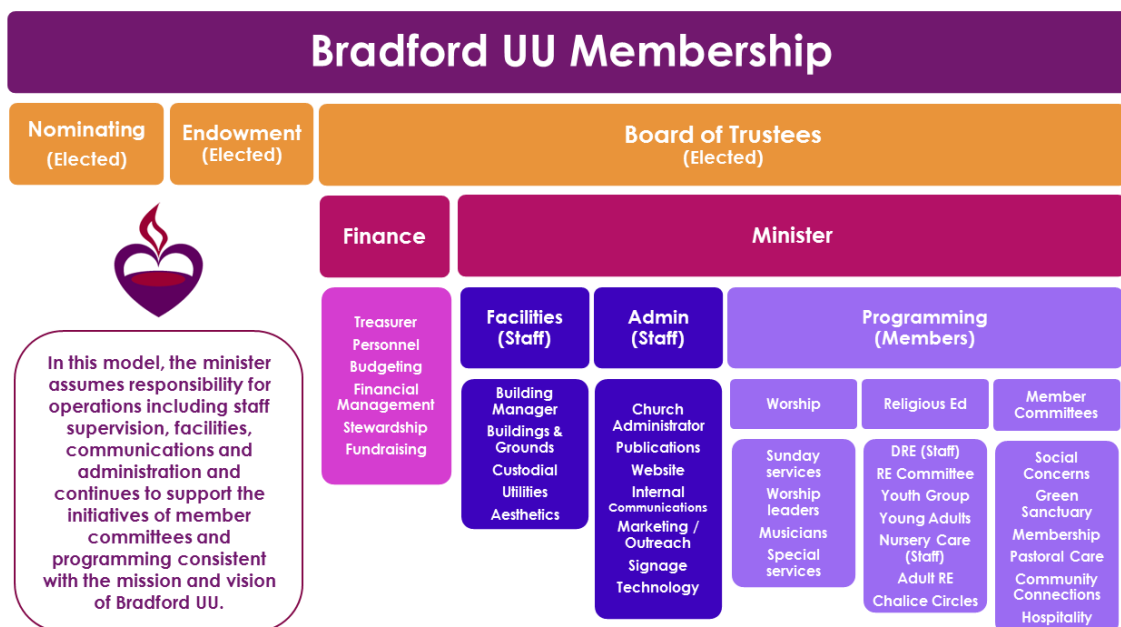 Bradford UU Membership
Nominating
(Elected)
Endowment
(Elected)
Board of Trustees
(Elected)
Finance
Minister
Treasurer
Personnel
Budgeting
Financial
Management
Stewardship
Fundraising
Facilities
(Staff)
Building
Manager
Buildings &
Grounds
Custodial
Utilities
Aesthetics
Admin
(Staff)
Church
Administrator
Publications
Website
Internal
Communications
Marketing /
Outreach
Signage
Technology
Programming
(Members)
Worship
Sunday
services
Worship
leaders
Musicians
Special
services
Religious Ed
DRE (Staff)
RE Committee
Youth Group
Young Adults
Nursery Care
(Staff)
Adult RE
Chalice Circles
Member
Committees
Social
Concerns
Green
Sanctuary
Membership
Pastoral Care
Community
Connections
Hospitality
In this model, the minister
assumes responsibility for
operations including staff
supervision, facilities,
communications and
administration and
continues to support the
initiatives of member
committees and
programming consistent
with the mission and vision
of Bradford UU.